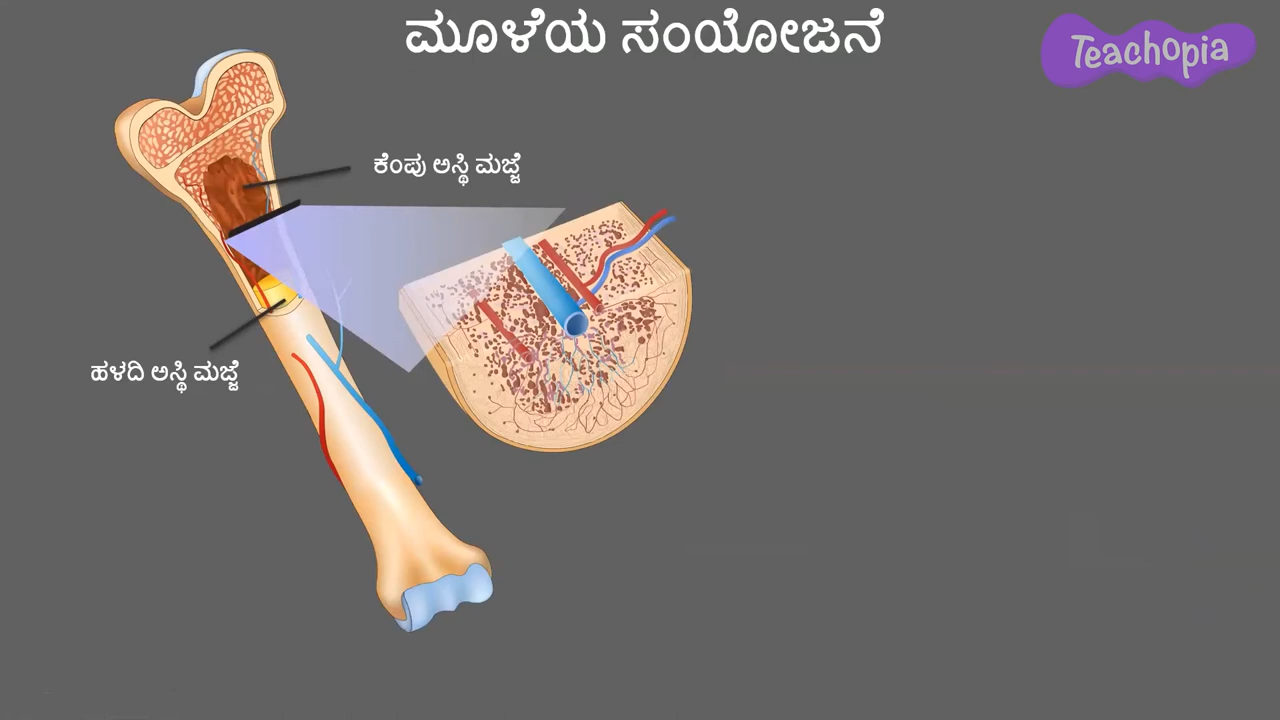 ಮೂಳೆಯ ಸಂಯೋಜನೆ
Teachopia
ಕೆಂಪು ಅಸ್ಥಿ ಮಜ್ಜೆ
ಹಳದಿ ಅಸ್ಥಿ ಮಜ್ಜೆ